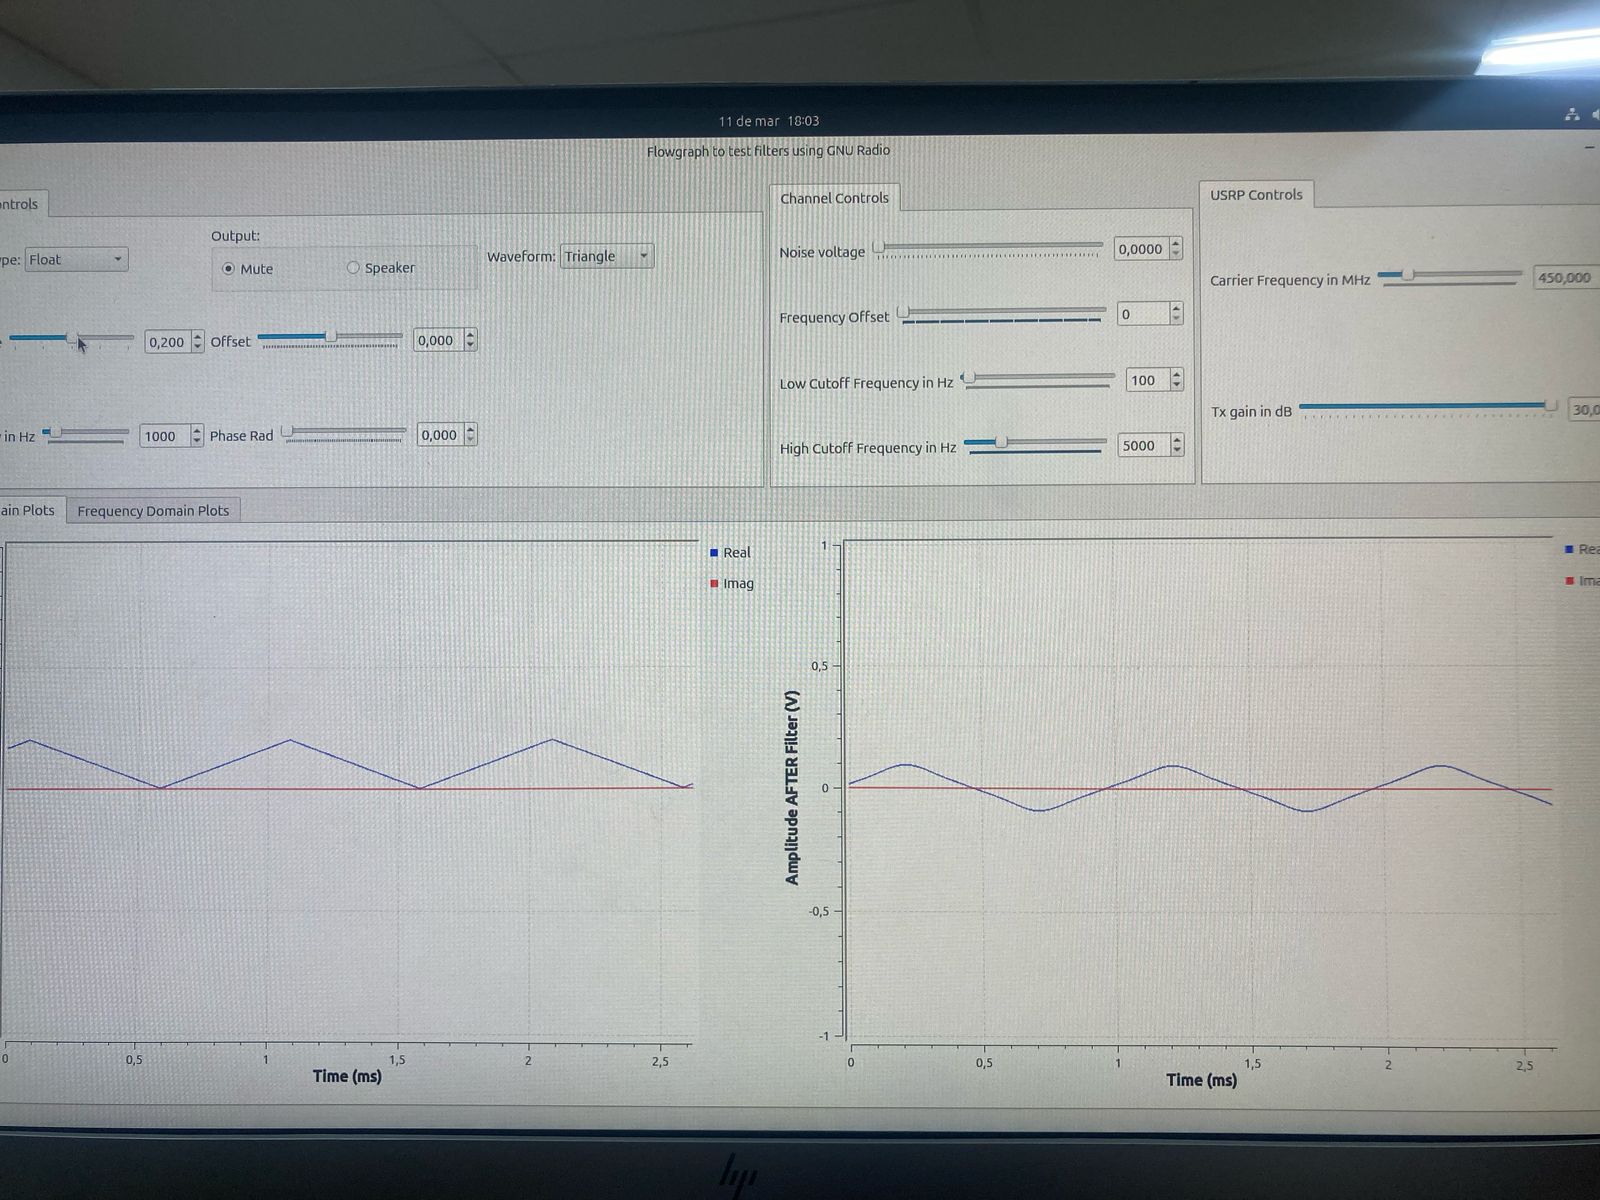 11 de mar 18:03
Flowgraph to test filters using GNU Radio
ntrols
Channel Controls
USRP Controls
pe: Float
Output:
Mute
Speaker
Waveform: Triangle
Noise voltage 0,0000
Carrier Frequency in MHz 450,000
Frequency Offset 0
0,200
Offset 0,000
Low Cutoff Frequency in Hz 100
Tx gain in dB 30,0
in Hz 1000
Phase Rad 0,000
High Cutoff Frequency in Hz 5000
ain Plots
Frequency Domain Plots
Real
Imag
0 0,5 1 1,5 2 2,5
Time (ms)
Amplitude AFTER Filter (V)
1
0,5
0
-0,5
-1
Rea
Ima
0 0,5 1 1,5 2 2,5
Time (ms)
hp